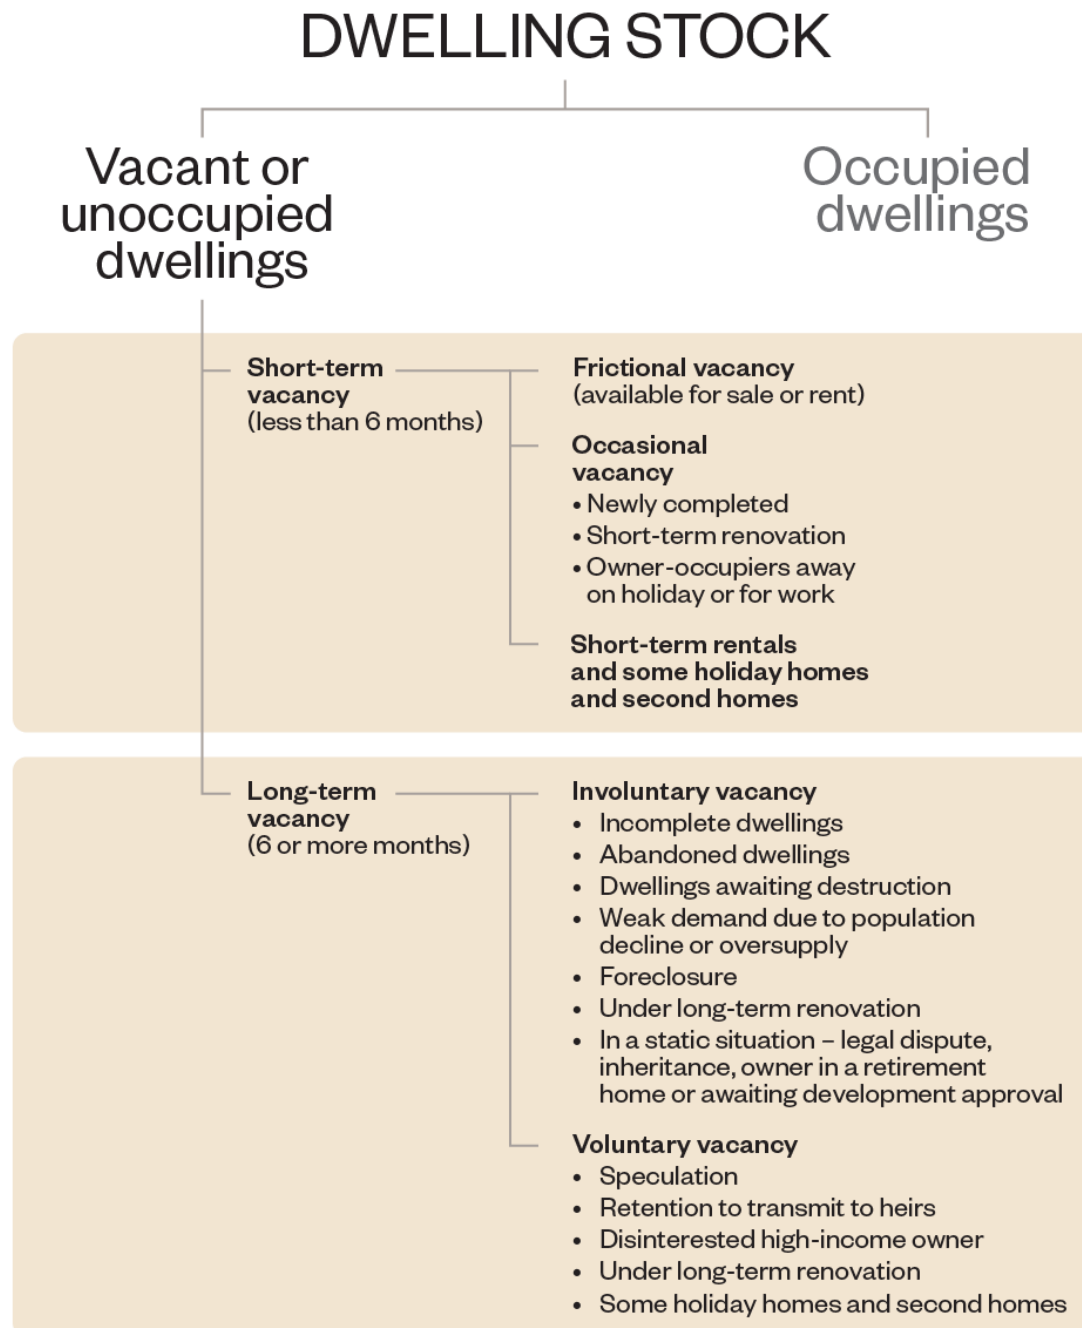 DWELLING STOCK
Vacant or
unoccupied
dwellings
Occupied
dwellings
Short-term
vacancy
(less than 6 months)
Frictional vacancy
(available for sale or rent)
Occasional
vacancy
• Newly completed
• Short-term renovation
• Owner-occupiers away
on holiday or for work
Short-term rentals
and some holiday homes
and second homes
Long-term
vacancy
(6 or more months)
Involuntary vacancy
• Incomplete dwellings
• Abandoned dwellings
• Dwellings awaiting destruction
• Weak demand due to population
decline or oversupply
• Foreclosure
• Under long-term renovation
• In a static situation – legal dispute,
inheritance, owner in a retirement
home or awaiting development approval
Voluntary vacancy
• Speculation
• Retention to transmit to heirs
• Disinterested high-income owner
• Under long-term renovation
• Some holiday homes and second homes